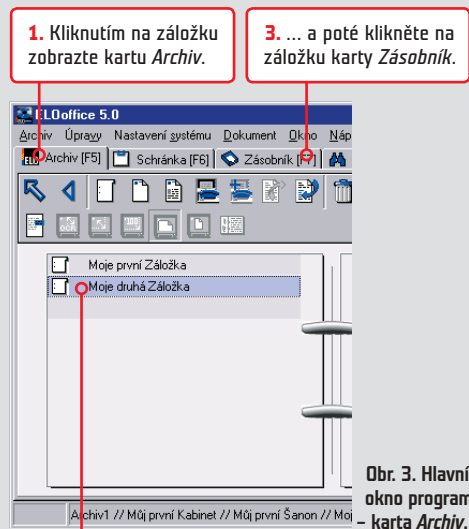 1. Kliknutím na záložku
zobrazte kartu Archiv.
3. ... a poté klikněte na
záložku karty Zásobník.
ELOoffice 5.0
Archiv Úpravy Nastavení systému Dokument Okno Náp
Archiv [F5] Schránka [F6] Zásobník [F7]
Moje první Záložka
Moje druhá Záložka
Archiv1 // Můj první Kabinet // Můj první Šanon // Moj
Obr. 3. Hlavní
okno program
– karta Archiv.